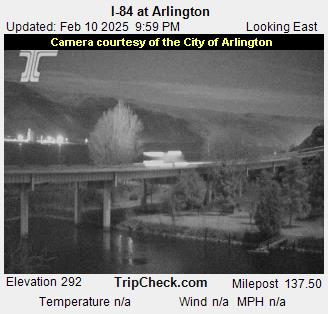 I-84 at Arlington
Updated: Feb 10 2025 9:59 PM Looking East
Camera courtesy of the City of Arlington
Elevation 292 TripCheck.com Milepost 137.50
Temperature n/a Wind n/a MPH n/a